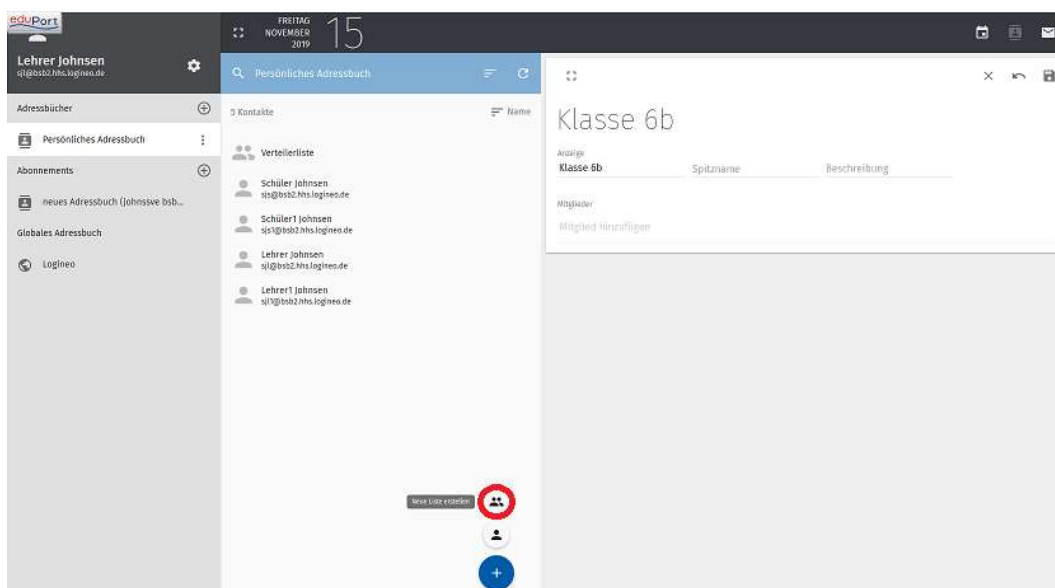 eduPort
Lehrer Johnsen
sjl@bsb2.hhs.logineo.de
Adressbücher
Persönliches Adressbuch
Abonnements
neues Adressbuch (johnssve bsb...
Globales Adressbuch
Logineo
FREITAG
NOVEMBER
2019
15
Persönliches Adressbuch
5 Kontakte
Name
Verteilerliste
Schüler Johnsen
sjs@bsb2.hhs.logineo.de
Schüler1 Johnsen
sjs1@bsb2.hhs.logineo.de
Lehrer Johnsen
sjl@bsb2.hhs.logineo.de
Lehrer1 Johnsen
sjl1@bsb2.hhs.logineo.de
Neue Liste erstellen
Klasse 6b
Anzeige
Klasse 6b Spitzname Beschreibung
Mitglieder
Mitglied hinzufügen